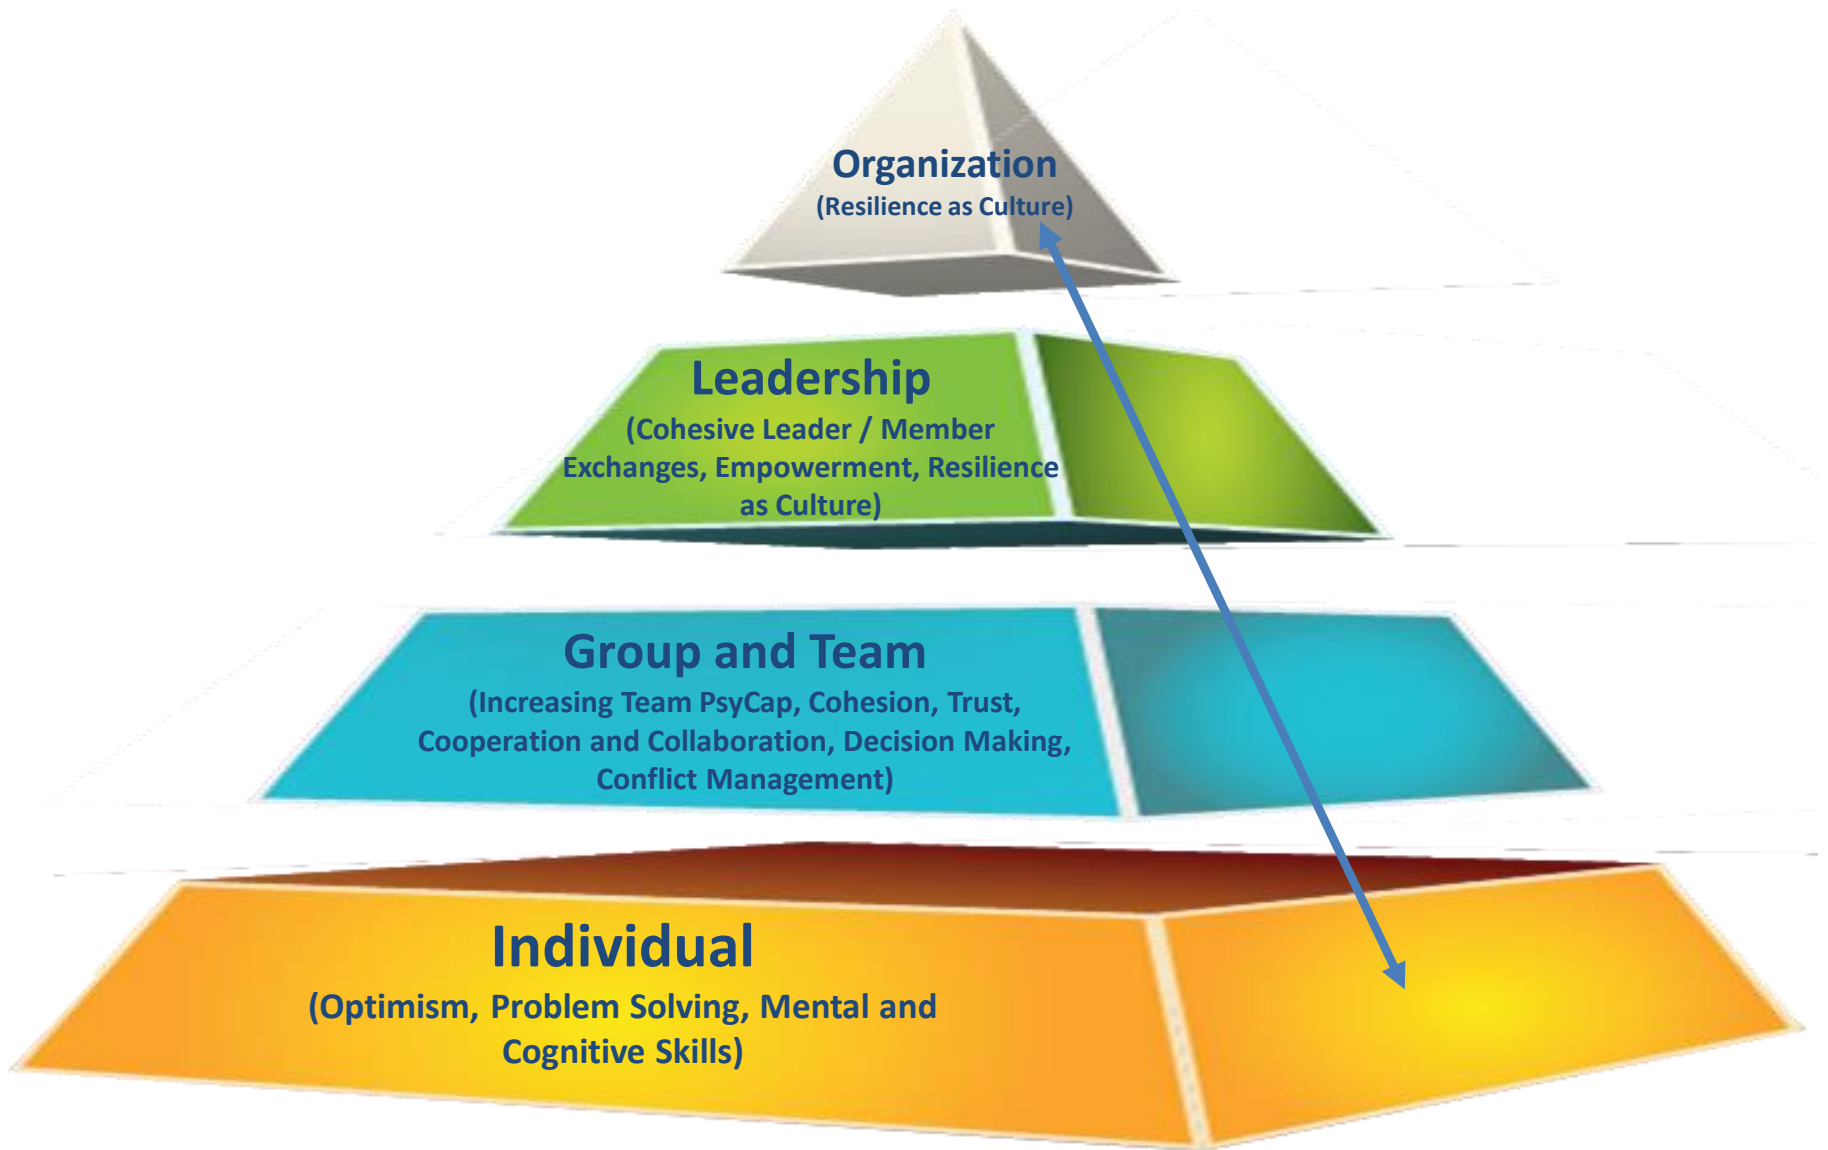 Organization
(Resilience as Culture)
Leadership
(Cohesive Leader / Member
Exchanges, Empowerment, Resilience
as Culture)
Group and Team
(Increasing Team PsyCap, Cohesion, Trust,
Cooperation and Collaboration, Decision Making,
Conflict Management)
Individual
(Optimism, Problem Solving, Mental and
Cognitive Skills)